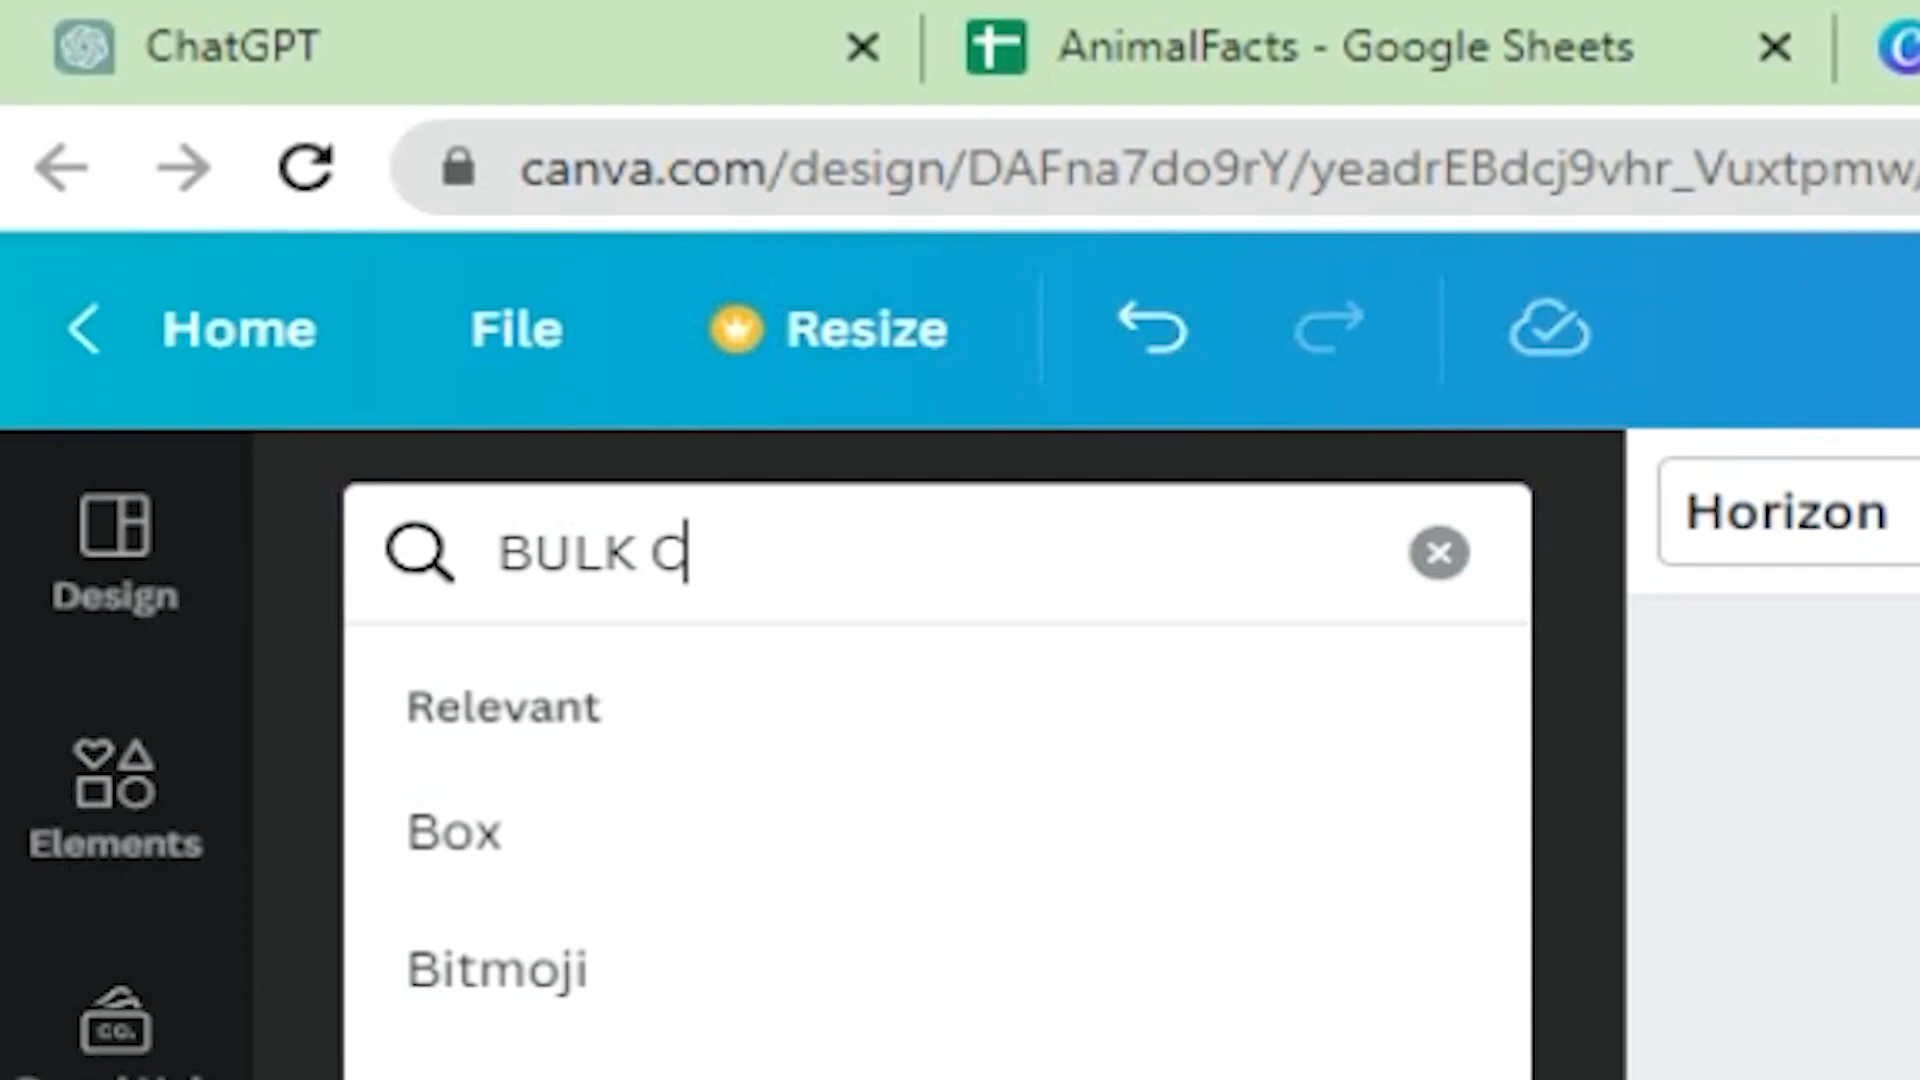 ChatGPT
AnimalFacts - Google Sheets
canva.com/design/DAFna7do9rY/yeadrEBdcj9vhr_Vuxtpmw/
Home File Resize
Design
BULK C
Horizon
Relevant
Elements
Box
Bitmoji
CO.